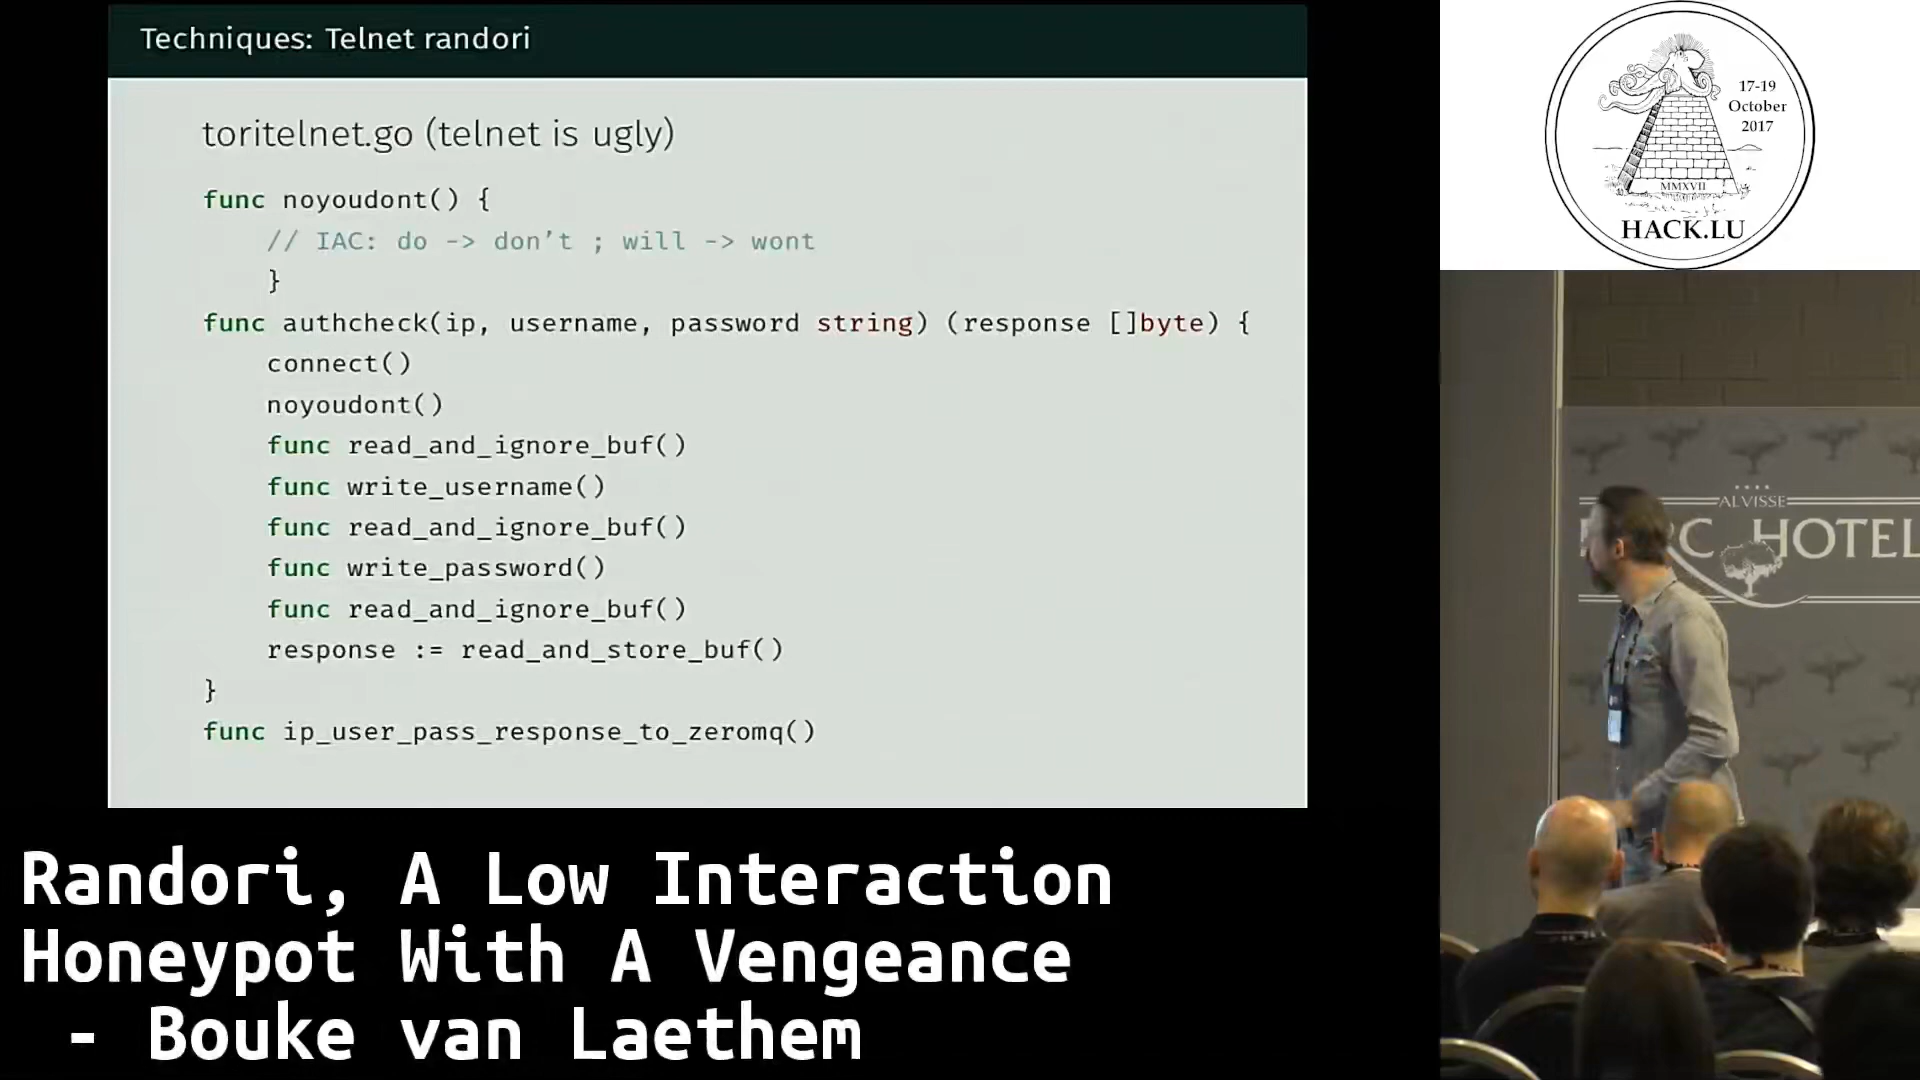 Techniques: Telnet randori
toritelnet.go (telnet is ugly)
func noyoudont() {
    // IAC: do -> don't ; will -> wont
    }
func authcheck(ip, username, password string) (response []byte) {
    connect()
    noyoudont()
    func read_and_ignore_buf()
    func write_username()
    func read_and_ignore_buf()
    func write_password()
    func read_and_ignore_buf()
    response := read_and_store_buf()
}
func ip_user_pass_response_to_zeromq()
Randori, A Low Interaction
Honeypot With A Vengeance
- Bouke van Laethem
17-19
October
2017
MMXVII
HACK.LU
ALVISSE
HOTEL